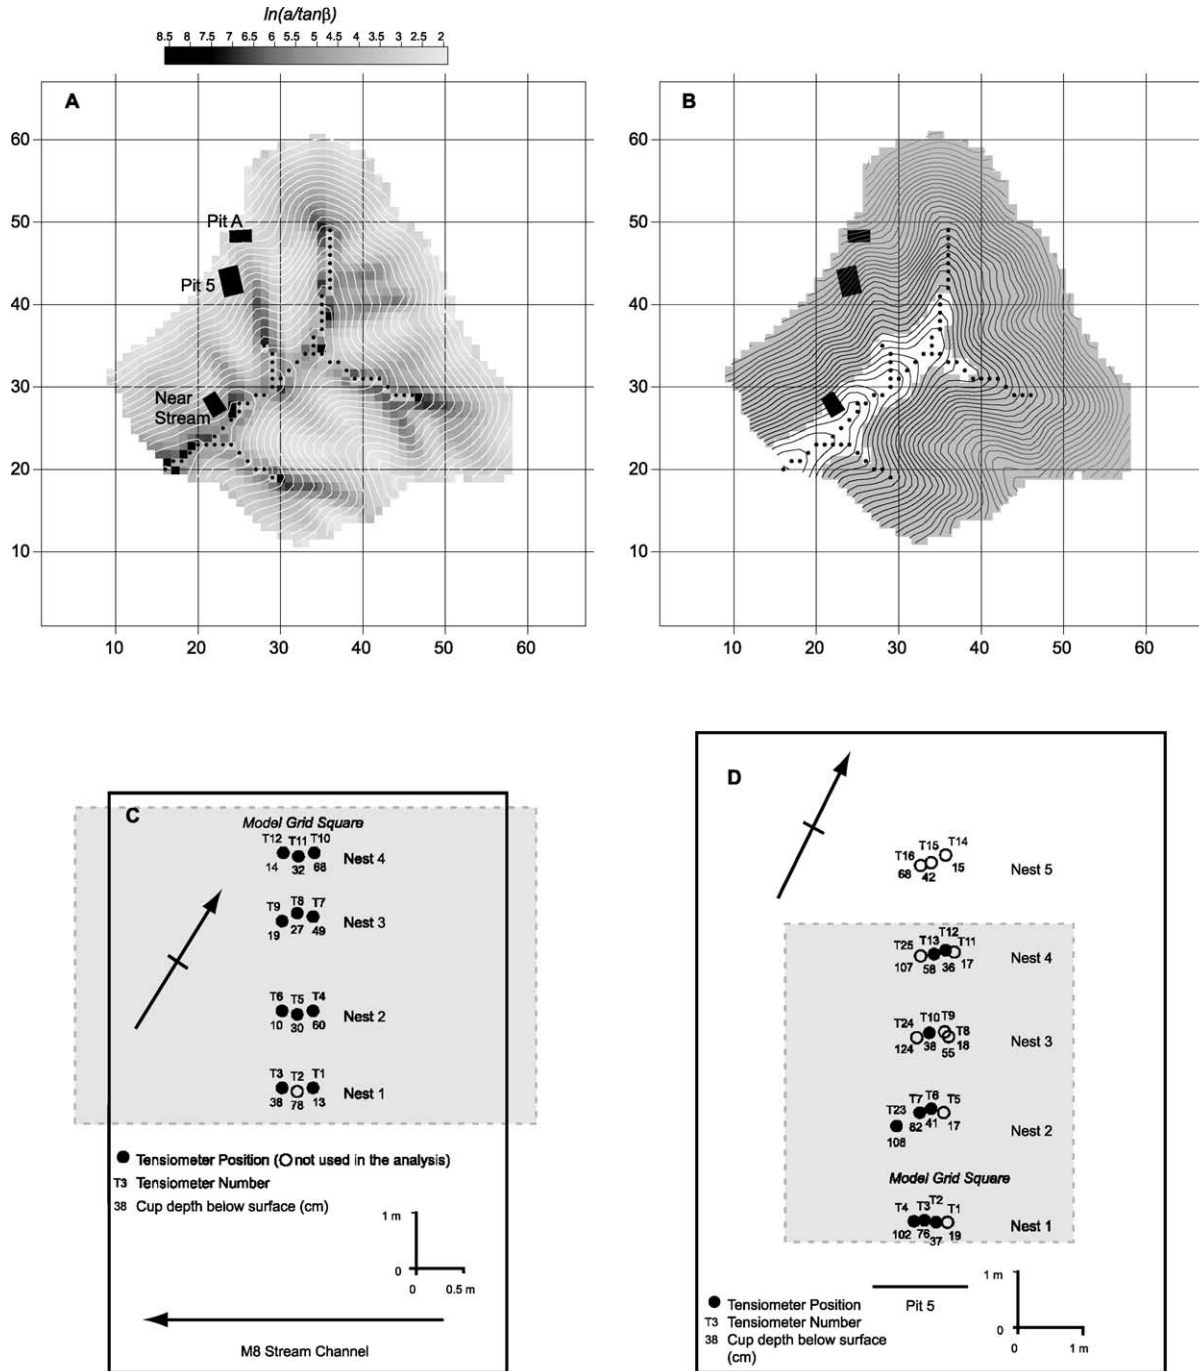 ln(a/tanβ)
8.5 8 7.5 7 6.5 6 5.5 5 4.5 4 3.5 3 2.5 2
A
60
50
40
30
20
10
Pit A
Pit 5
Near
Stream
10 20 30 40 50 60
B
60
50
40
30
20
10
10 20 30 40 50 60
C
Model Grid Square
T12 T11 T10
14 32 68
Nest 4
T9 T8 T7
19 27 49
Nest 3
T6 T5 T4
10 30 60
Nest 2
T3 T2 T1
38 78 13
Nest 1
Tensiometer Position ( not used in the analysis)
T3 Tensiometer Number
38 Cup depth below surface (cm)
1 m
0
0 0.5 m
M8 Stream Channel
D
T16 T15 T14
68 42 15
Nest 5
T25 T13 T12 T11
107 58 36 17
Nest 4
T24 T10 T9 T8
124 38 55 18
Nest 3
T23 T7 T6 T5
108 82 41 17
Nest 2
Model Grid Square
T4 T3 T2 T1
102 76 37 19
Nest 1
Pit 5
Tensiometer Position
T3 Tensiometer Number
38 Cup depth below surface
(cm)
1 m
0
0 1 m